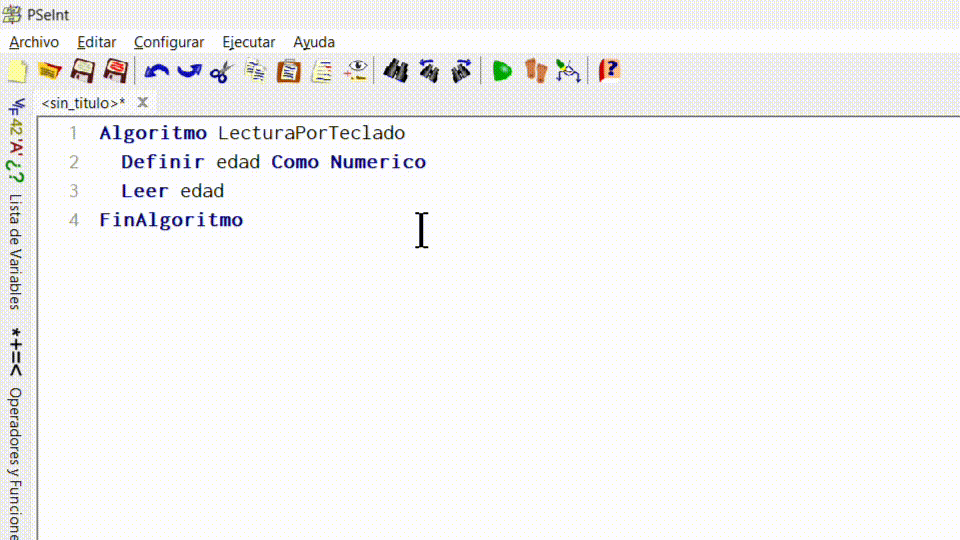 PSeInt
Archivo Editar Configurar Ejecutar Ayuda
<sin_titulo>* X
1 Algoritmo LecturaPorTeclado
2 Definir edad Como Numerico
3 Leer edad
4 FinAlgoritmo
42 'A' ¿?
Lista de Variables
*+=<
Operadores y Funcione